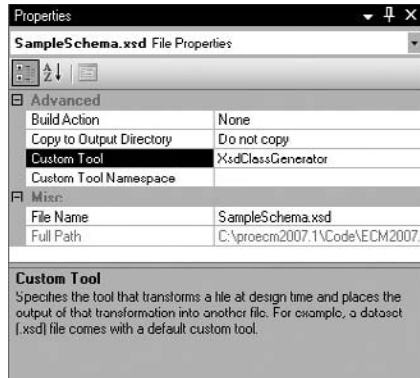 Properties
SampleSchema.xsd File Properties
Advanced
Build Action None
Copy to Output Directory Do not copy
Custom Tool XsdClassGenerator
Custom Tool Namespace
Misc
File Name SampleSchema.xsd
Full Path C:\proecm2007.1\Code\ECM2007.
Custom Tool
Specifies the tool that transforms a file at design time and places the
output of that transformation into another file. For example, a dataset
(.xsd) file comes with a default custom tool.